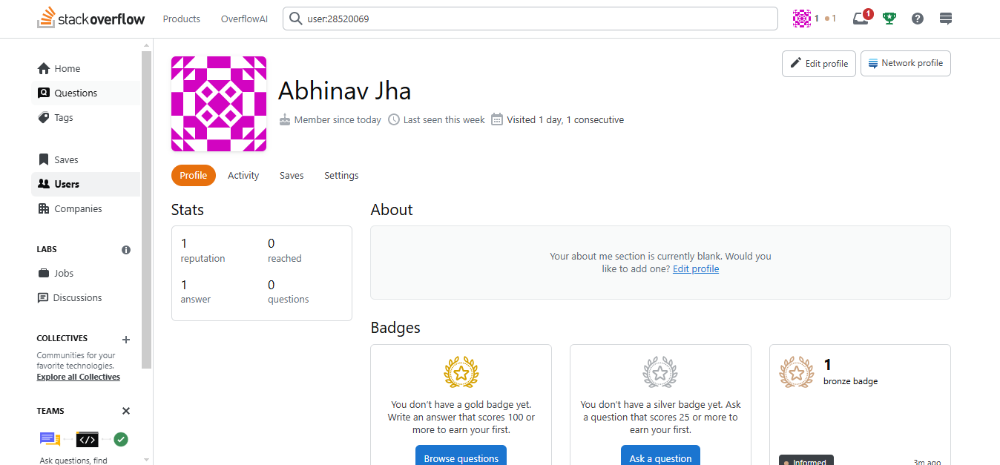 stackoverflow Products OverflowAI user:28520069 1 1 1
Home
Questions
Tags
Saves
Users
Companies
LABS
Jobs
Discussions
COLLECTIVES
Communities for your
favorite technologies.
Explore all Collectives
TEAMS
Ask questions, find
Edit profile Network profile
Abhinav Jha
Member since today Last seen this week Visited 1 day, 1 consecutive
Profile Activity Saves Settings
Stats
1 0
reputation reached
1 0
answer questions
About
Your about me section is currently blank. Would you
like to add one? Edit profile
Badges
You don't have a gold badge yet.
Write an answer that scores 100 or
more to earn your first.
Browse questions
You don't have a silver badge yet. Ask
a question that scores 25 or more to
earn your first.
Ask a question
1
bronze badge
Informed 3m ago